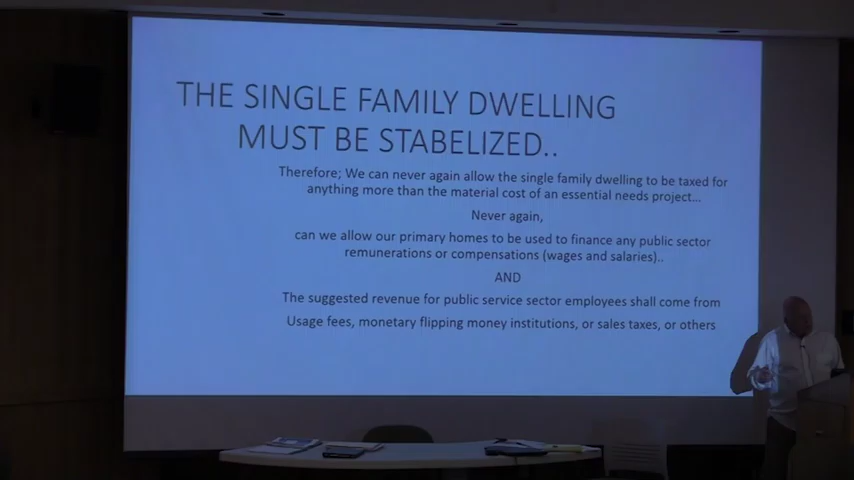 THE SINGLE FAMILY DWELLING
MUST BE STABELIZED..
Therefore; We can never again allow the single family dwelling to be taxed for
anything more than the material cost of an essential needs project...
Never again,
can we allow our primary homes to be used to finance any public sector
remunerations or compensations (wages and salaries)..
AND
The suggested revenue for public service sector employees shall come from
Usage fees, monetary flipping money institutions, or sales taxes, or others